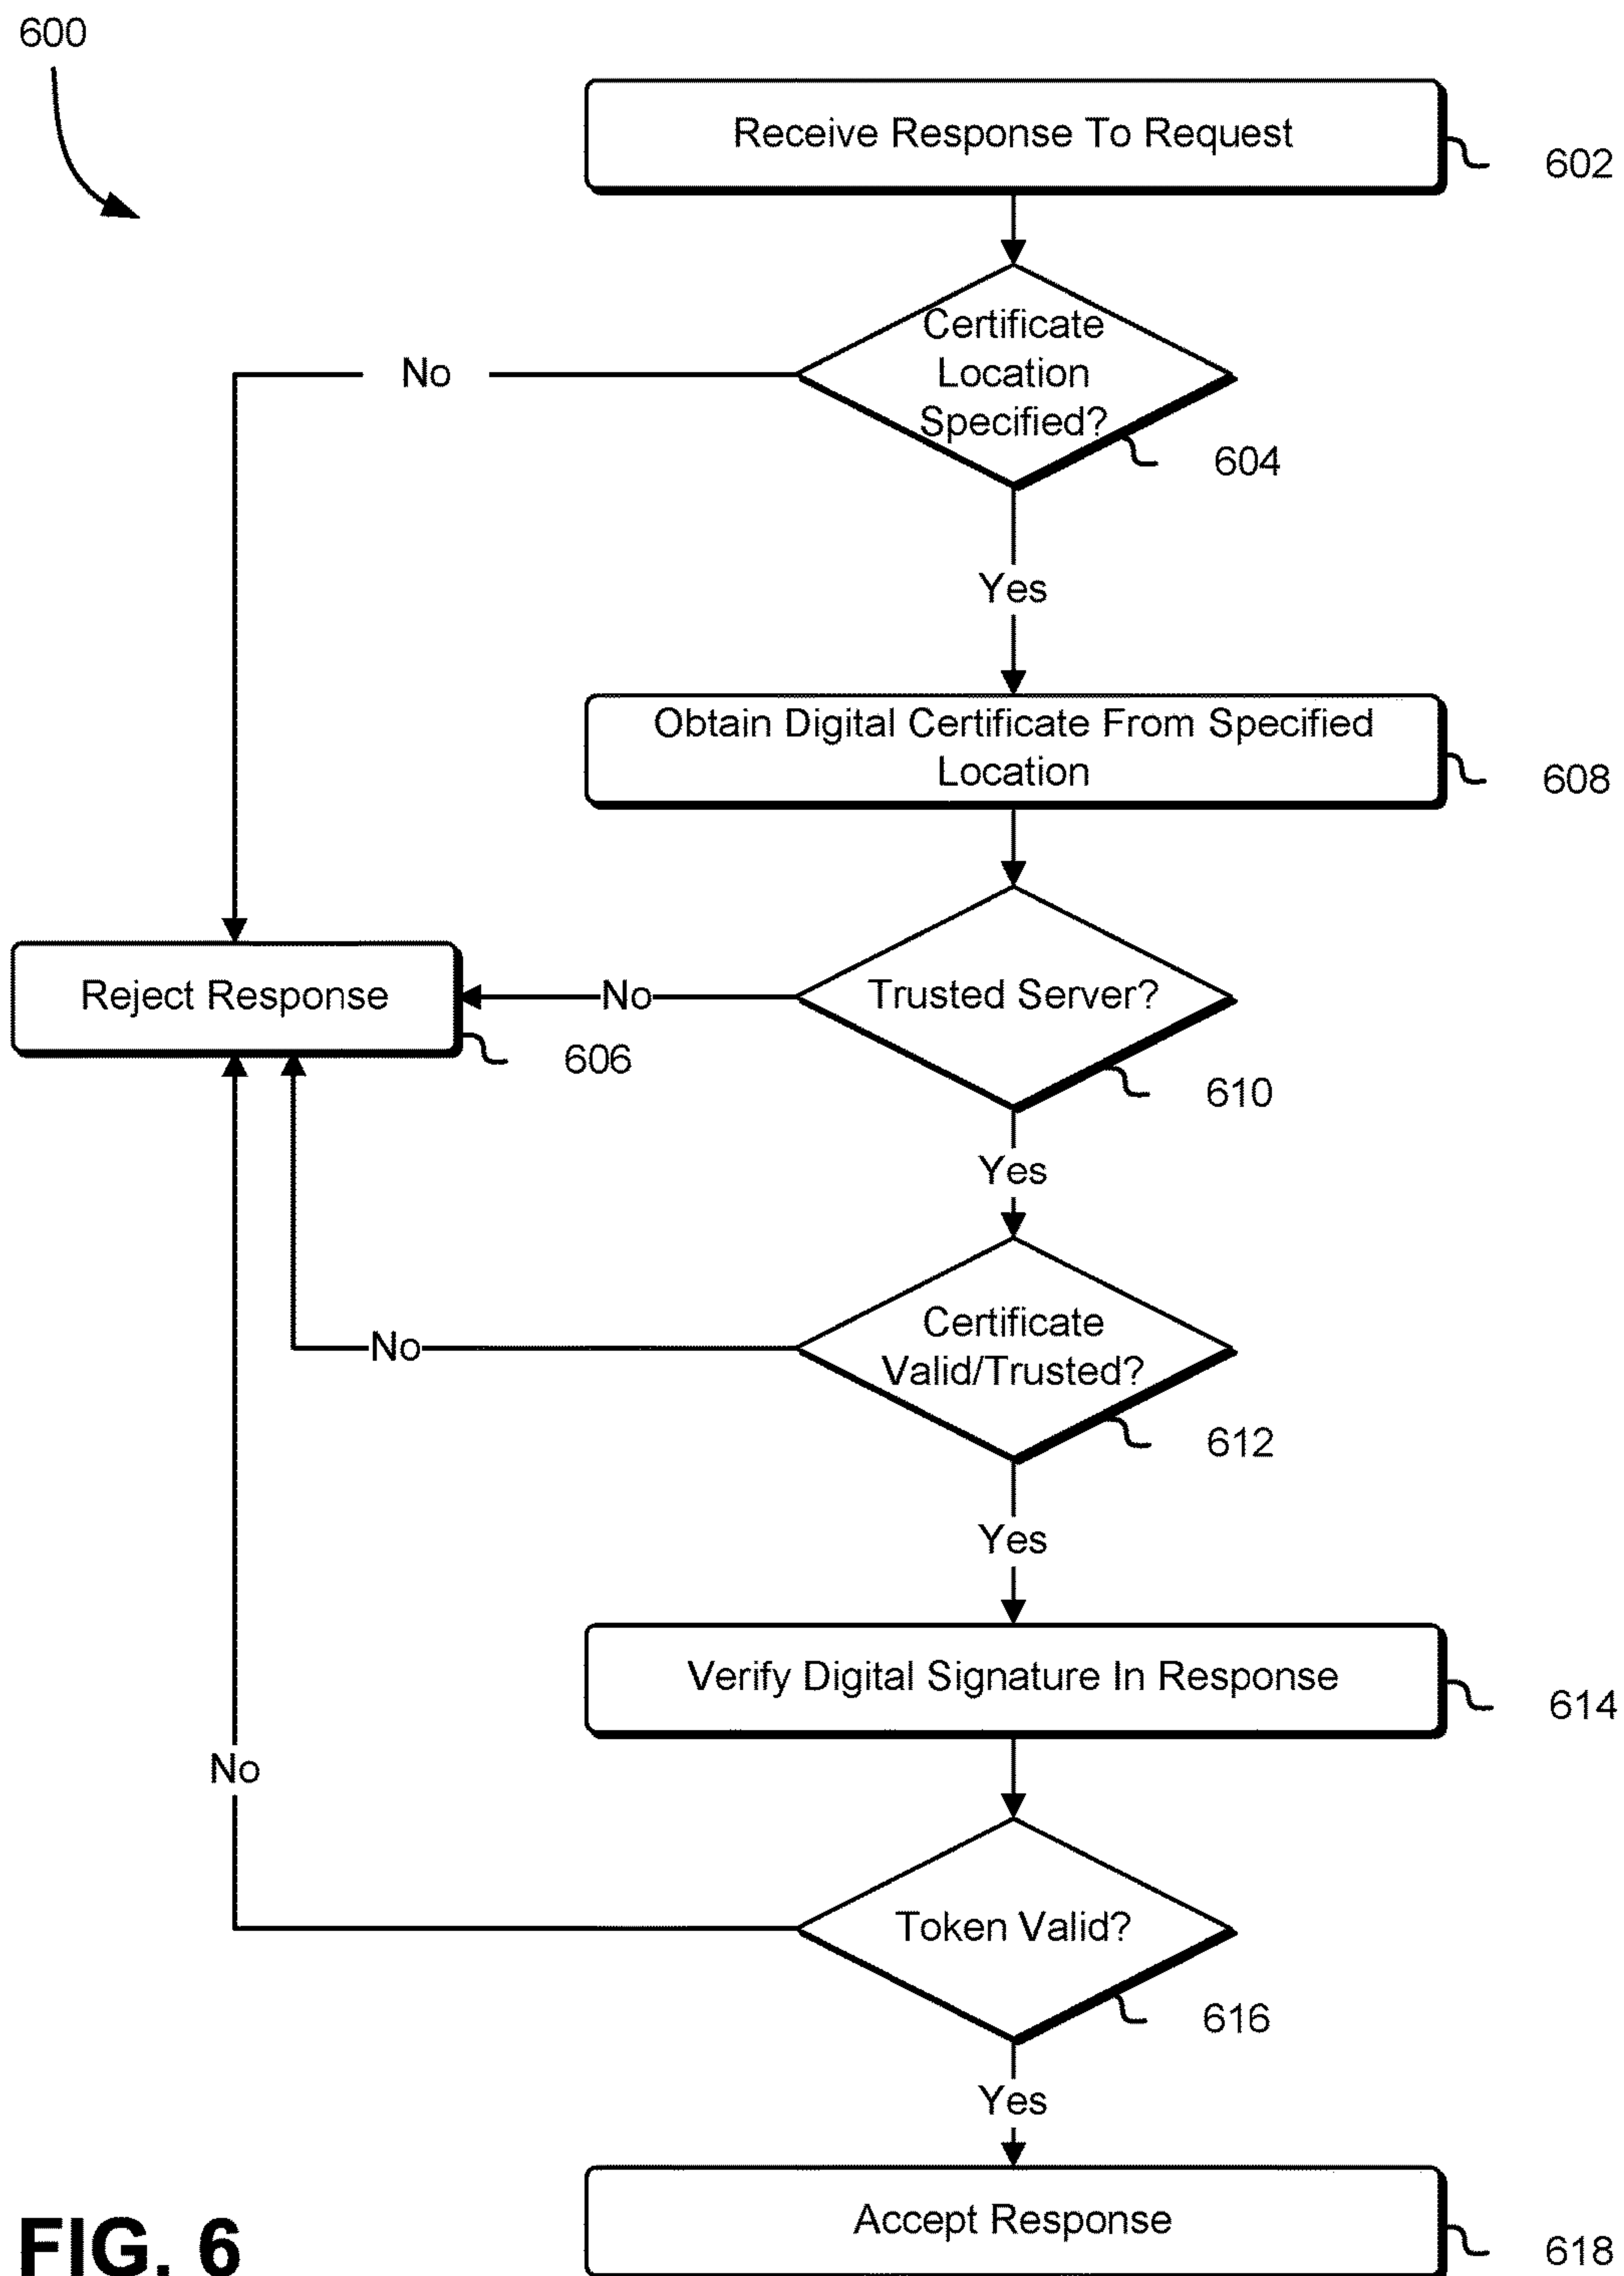 600
Receive Response To Request
602
Certificate
Location
Specified?
604
No
Yes
Obtain Digital Certificate From Specified
Location
608
Reject Response
606
No
Trusted Server?
610
Yes
Certificate
Valid/Trusted?
612
No
Yes
Verify Digital Signature In Response
614
No
Token Valid?
616
Yes
Accept Response
618
FIG. 6